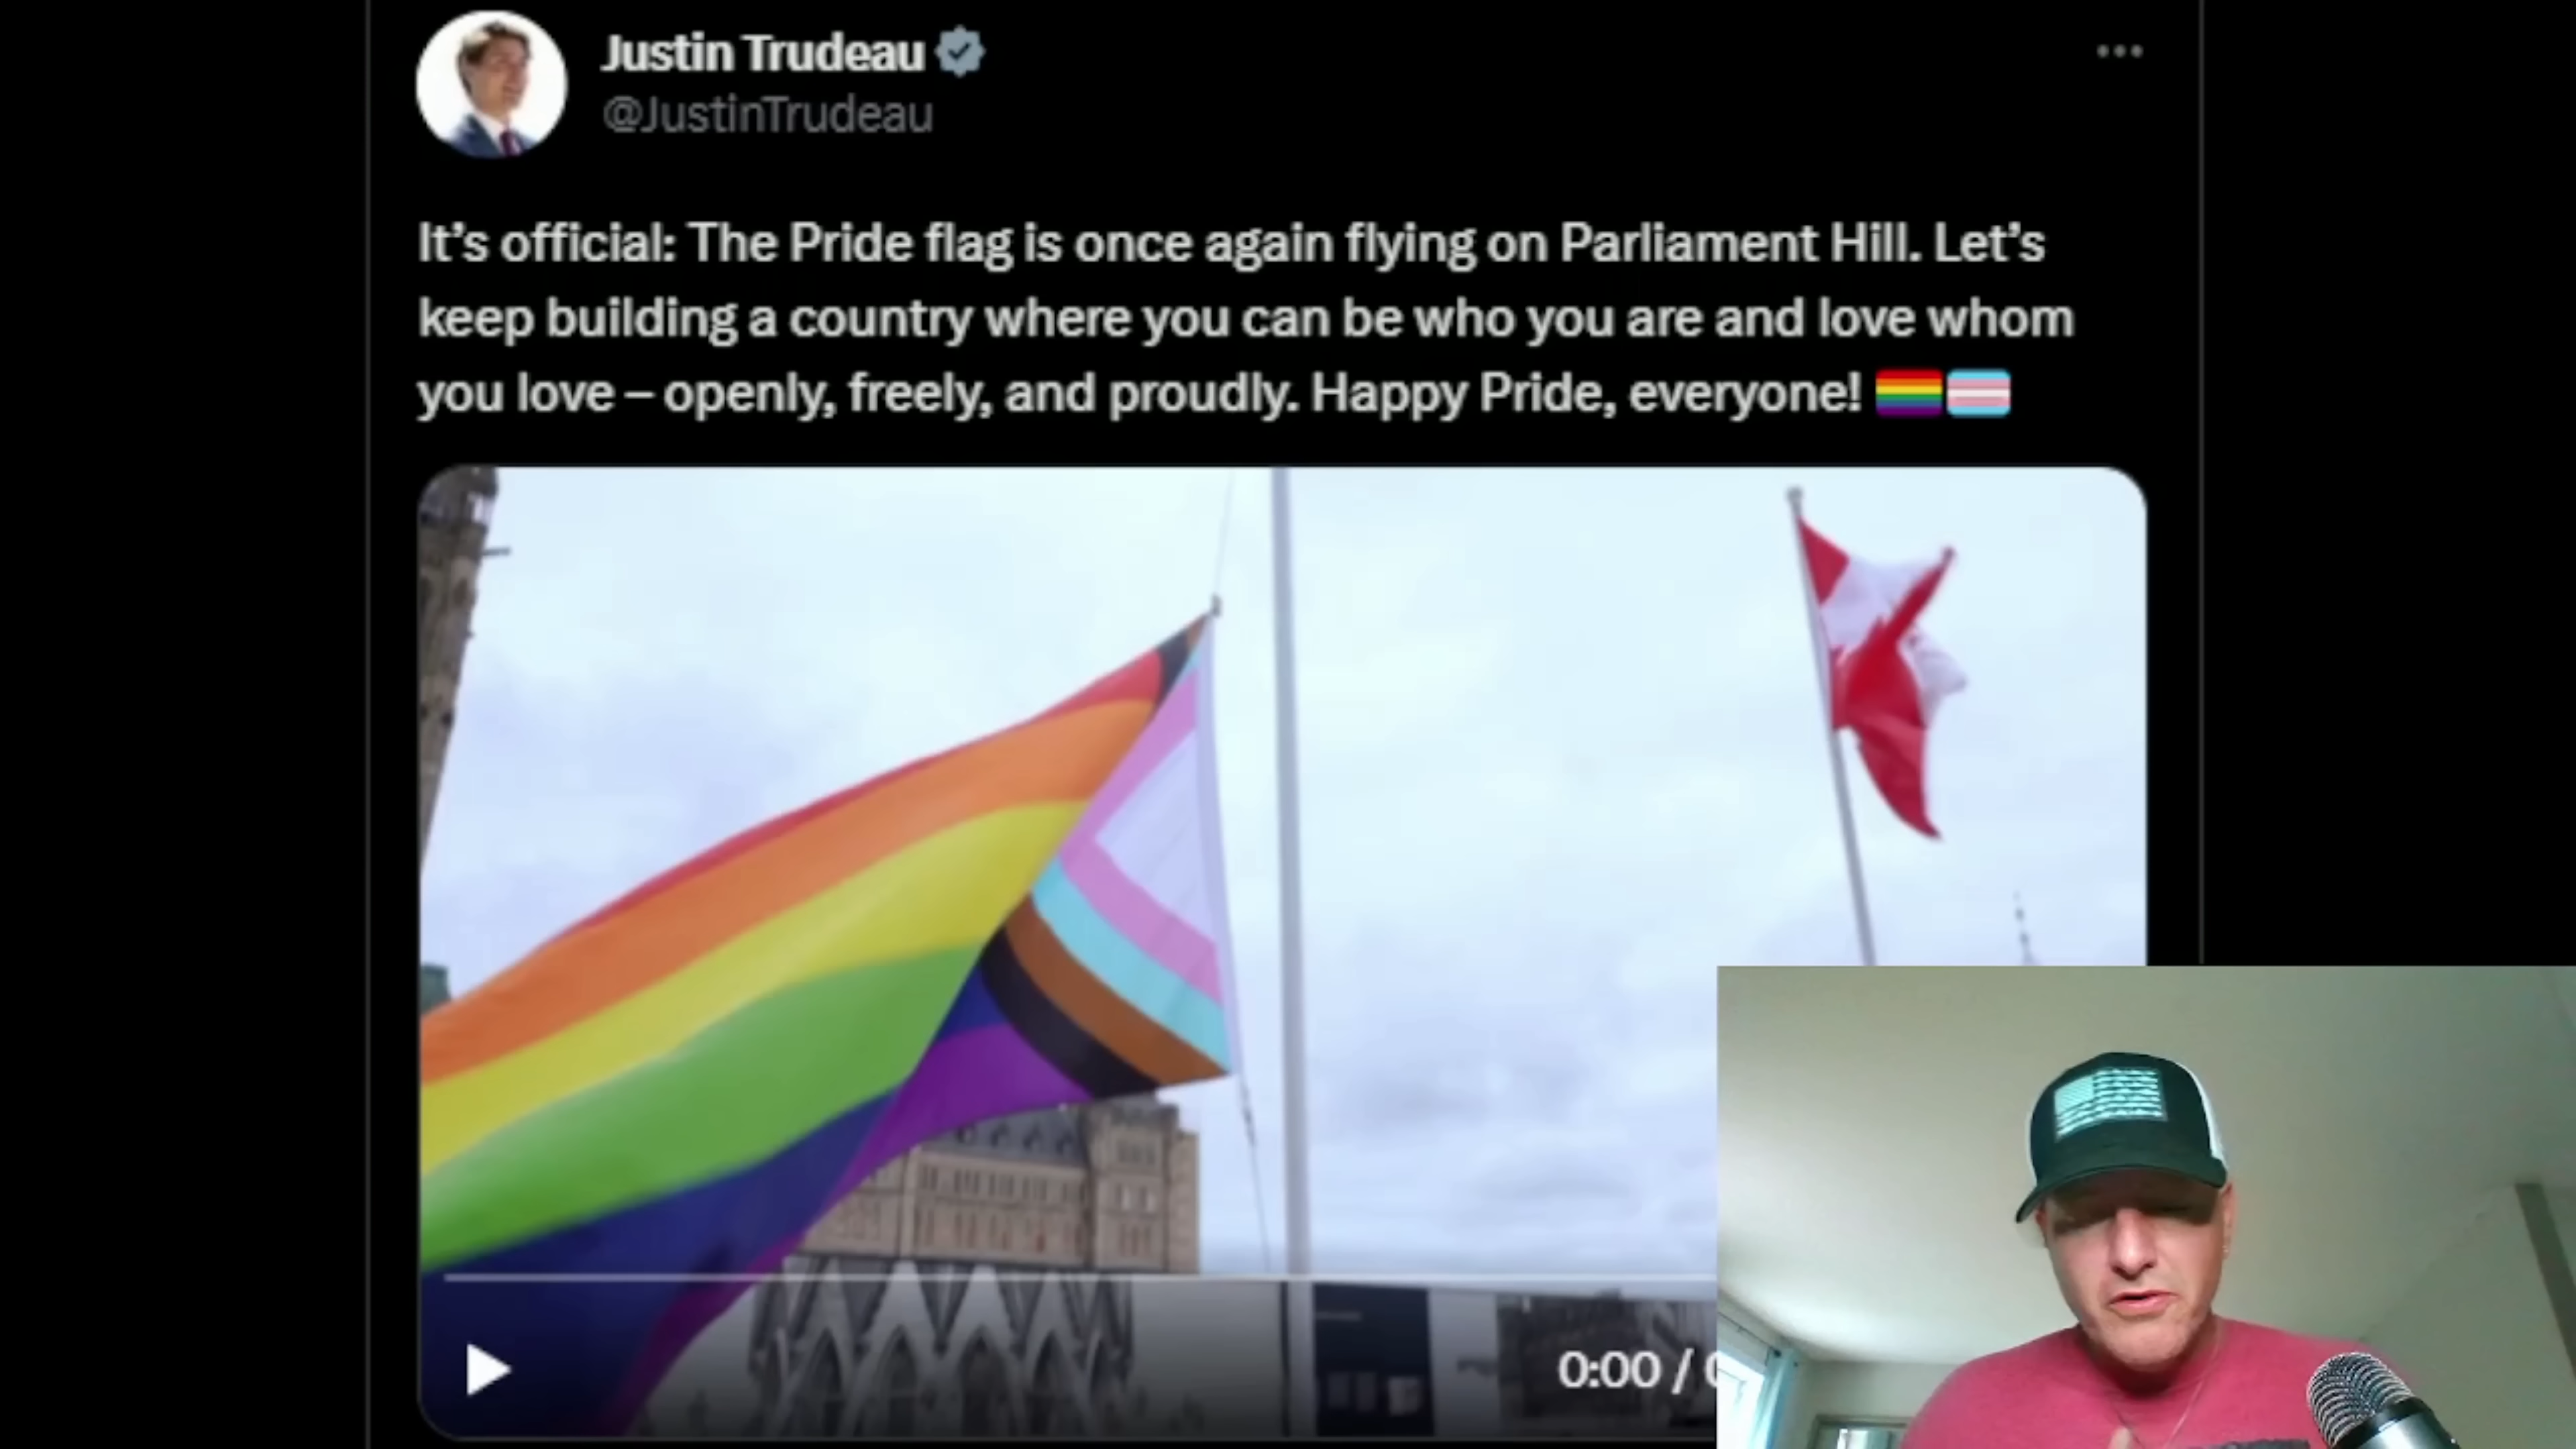 Justin Trudeau
@JustinTrudeau
It's official: The Pride flag is once again flying on Parliament Hill. Let's
keep building a country where you can be who you are and love whom
you love – openly, freely, and proudly. Happy Pride, everyone! 🏳️‍🌈🏳️‍⚧️
0:00 /